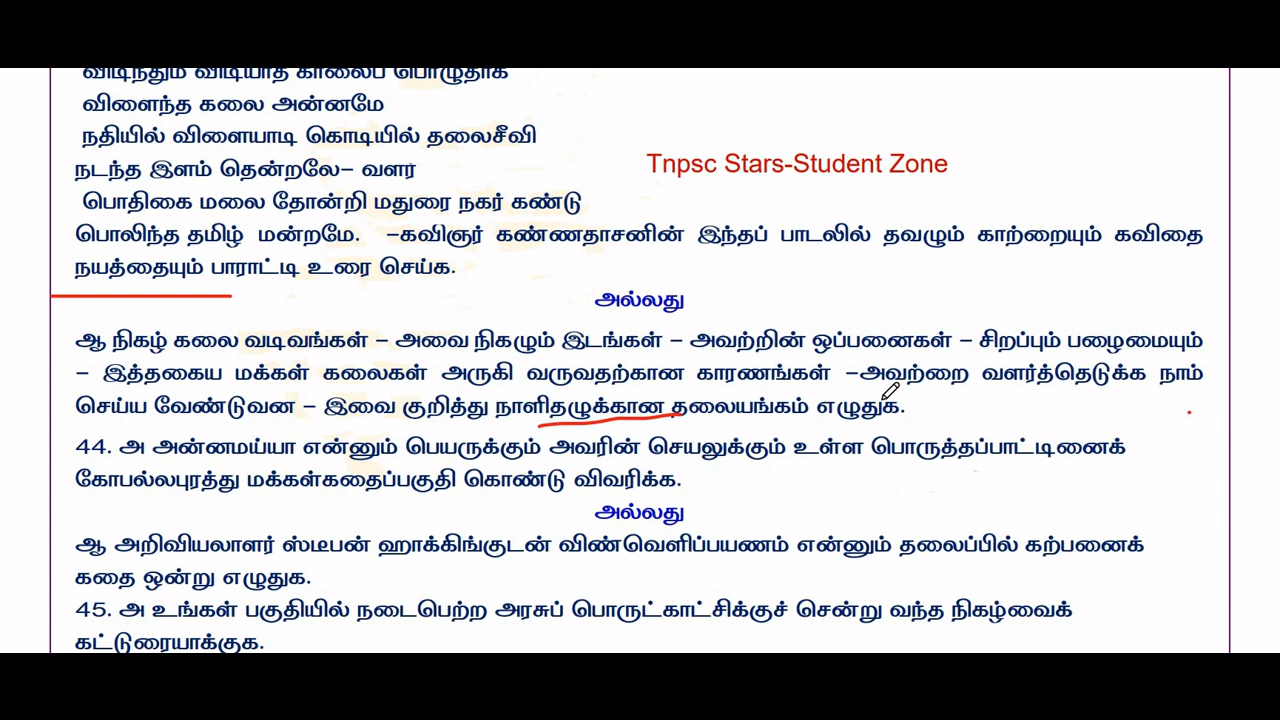 விடிந்தும் விடியாத காலைப் பொழுதாக
விளைந்த கலை அன்னமே
நதியில் விளையாடி கொடியில் தலைசீவி
நடந்த இளம் தென்றலே– வளர்
Tnpsc Stars-Student Zone
பொதிகை மலை தோன்றி மதுரை நகர் கண்டு
பொலிந்த தமிழ் மன்றமே. –கவிஞர் கண்ணதாசனின் இந்தப் பாடலில் தவழும் காற்றையும் கவிதை
நயத்தையும் பாராட்டி உரை செய்க.
அல்லது
ஆ நிகழ் கலை வடிவங்கள் – அவை நிகழும் இடங்கள் – அவற்றின் ஒப்பனைகள் – சிறப்பும் பழைமையும்
– இத்தகைய மக்கள் கலைகள் அருகி வருவதற்கான காரணங்கள் –அவற்றை வளர்த்தெடுக்க நாம்
செய்ய வேண்டுவன – இவை குறித்து நாளிதழுக்கான தலையங்கம் எழுதுக.
44. அ அன்னமய்யா என்னும் பெயருக்கும் அவரின் செயலுக்கும் உள்ள பொருத்தப்பாட்டினைக்
கோபல்லபுரத்து மக்கள்கதைப்பகுதி கொண்டு விவரிக்க.
அல்லது
ஆ அறிவியலாளர் ஸ்டீபன் ஹாக்கிங்குடன் விண்வெளிப்பயணம் என்னும் தலைப்பில் கற்பனைக்
கதை ஒன்று எழுதுக.
45. அ உங்கள் பகுதியில் நடைபெற்ற அரசுப் பொருட்காட்சிக்குச் சென்று வந்த நிகழ்வைக்
கட்டுரையாக்குக.